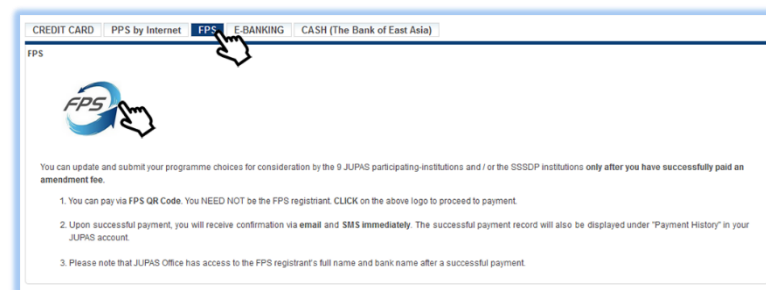 CREDIT CARD PPS by Internet FPS E-BANKING CASH (The Bank of East Asia)
FPS
FPS
You can update and submit your programme choices for consideration by the 9 JUPAS participating-institutions and / or the SSSDP institutions only after you have successfully paid an
amendment fee.
1. You can pay via FPS QR Code. You NEED NOT be the FPS registriant. CLICK on the above logo to proceed to payment.
2. Upon successful payment, you will receive confirmation via email and SMS immediately. The successful payment record will also be displayed under "Payment History" in your
JUPAS account.
3. Please note that JUPAS Office has access to the FPS registrant's full name and bank name after a successful payment.